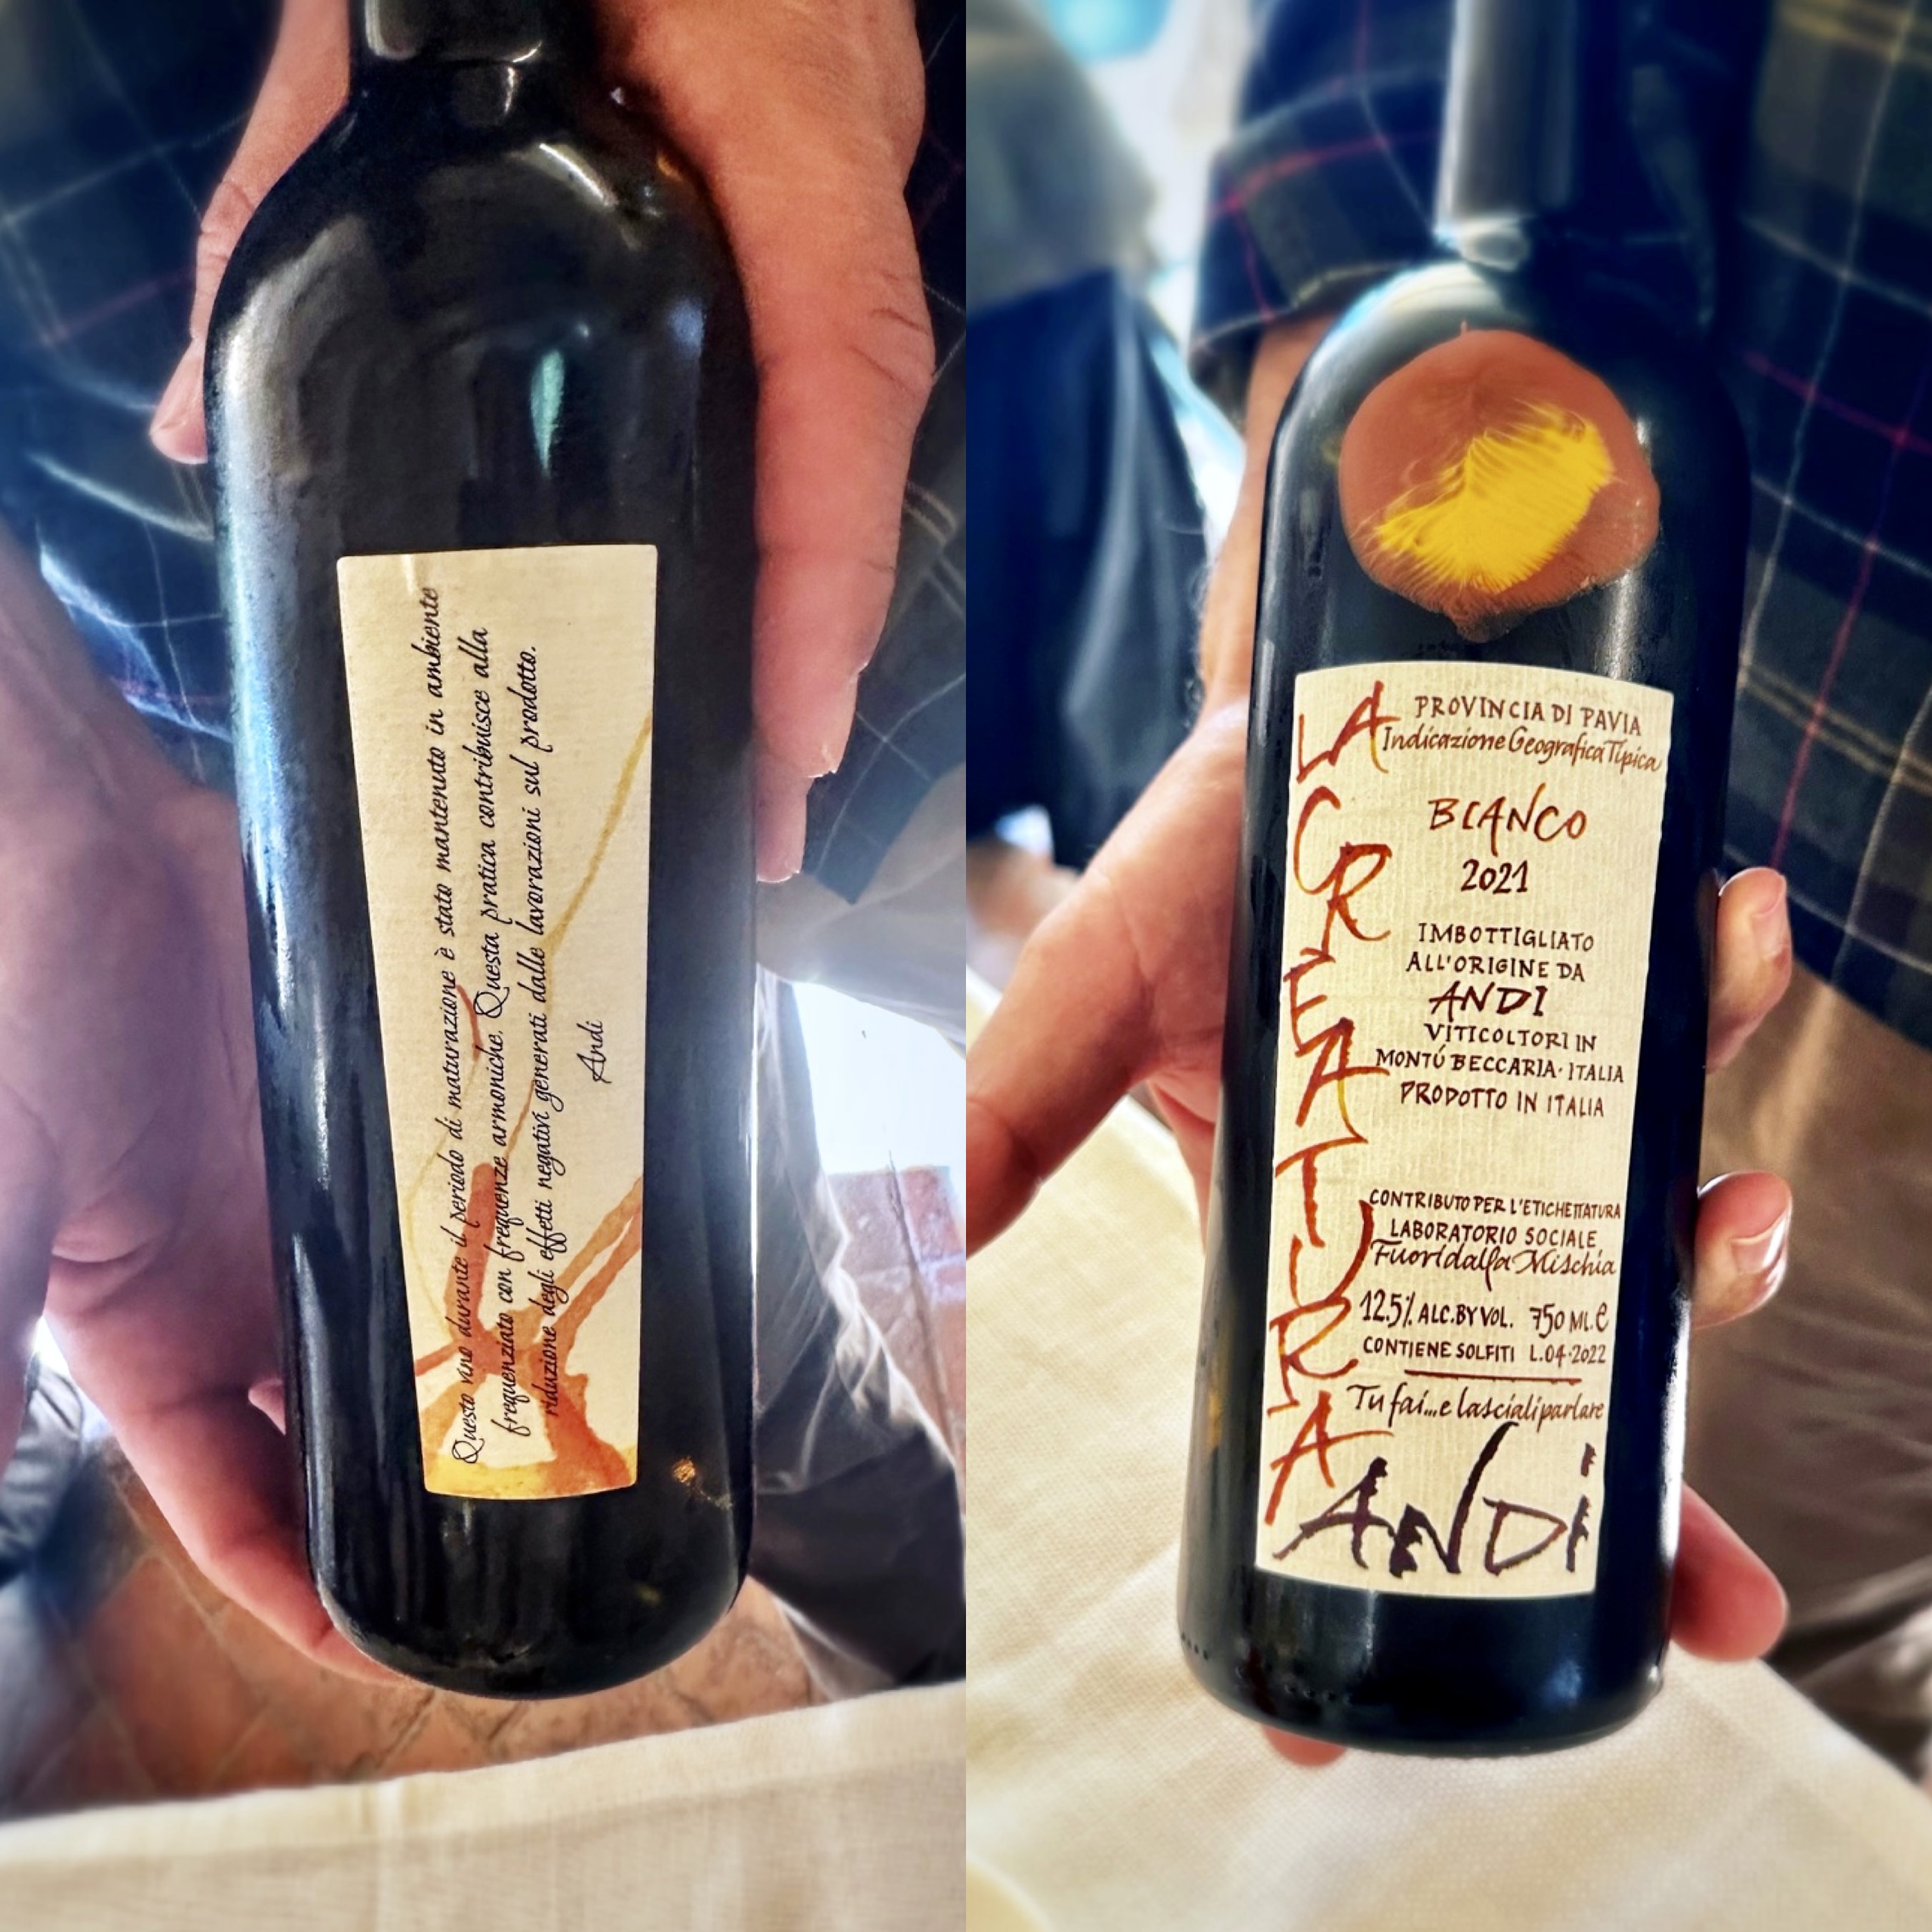 Questo vino durante il periodo di maturazione è stato mantenuto in ambiente
frequenziato con frequenze armoniche. Questa pratica contribuisce alla
riduzione degli effetti negativi generati dalle lavorazioni sul prodotto.
Andi
LA CREATURA
PROVINCIA DI PAVIA
Indicazione Geografica Tipica
BIANCO
2021
IMBOTTIGLIATO
ALL'ORIGINE DA
ANDI
VITICOLTORI IN
MONTÚ BECCARIA·ITALIA
PRODOTTO IN ITALIA
CONTRIBUTO PER L'ETICHETTATURA
LABORATORIO SOCIALE
Fuori dalla Mischia
12.5% ALC.BY VOL. 750 ML.e
CONTIENE SOLFITI L.04·2022
Tu fai...e lasciali parlare
ANDi